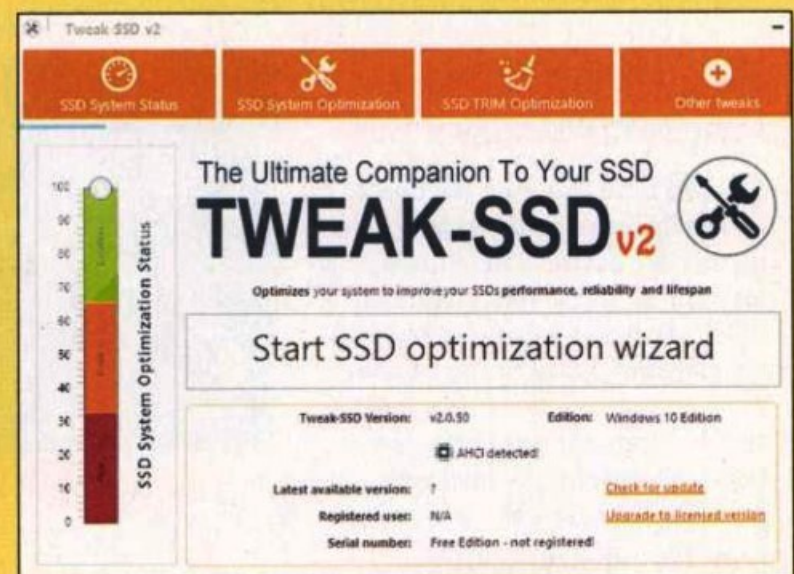 Tweak-SSD v2
SSD System Status
SSD System Optimization
SSD TRIM Optimization
Other tweaks
The Ultimate Companion To Your SSD
TWEAK-SSD v2
Optimizes your system to improve your SSDs performance, reliability and lifespan
Start SSD optimization wizard
100
90
80
70
60
50
40
30
20
10
0
SSD System Optimization Status
Tweak-SSD Version: v2.0.50 Edition: Windows 10 Edition
AHCI detected!
Latest available version: ? Check for update
Registered user: N/A Upgrade to licensed version
Serial number: Free Edition - not registered!